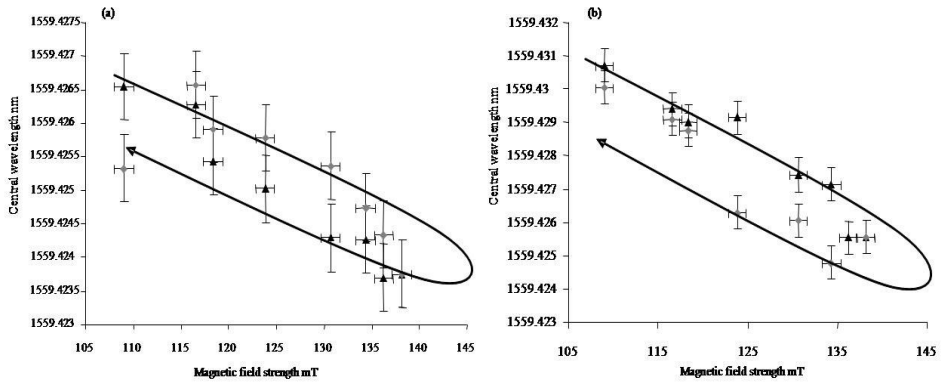 (a)
Central wavelength nm
1559.4275
1559.427
1559.4265
1559.426
1559.4255
1559.425
1559.4245
1559.424
1559.4235
1559.423
105 110 115 120 125 130 135 140 145
Magnetic field strength mT
(b)
Central wavelength nm
1559.432
1559.431
1559.43
1559.429
1559.428
1559.427
1559.426
1559.425
1559.424
1559.423
105 115 125 135 145
Magnetic field strength mT